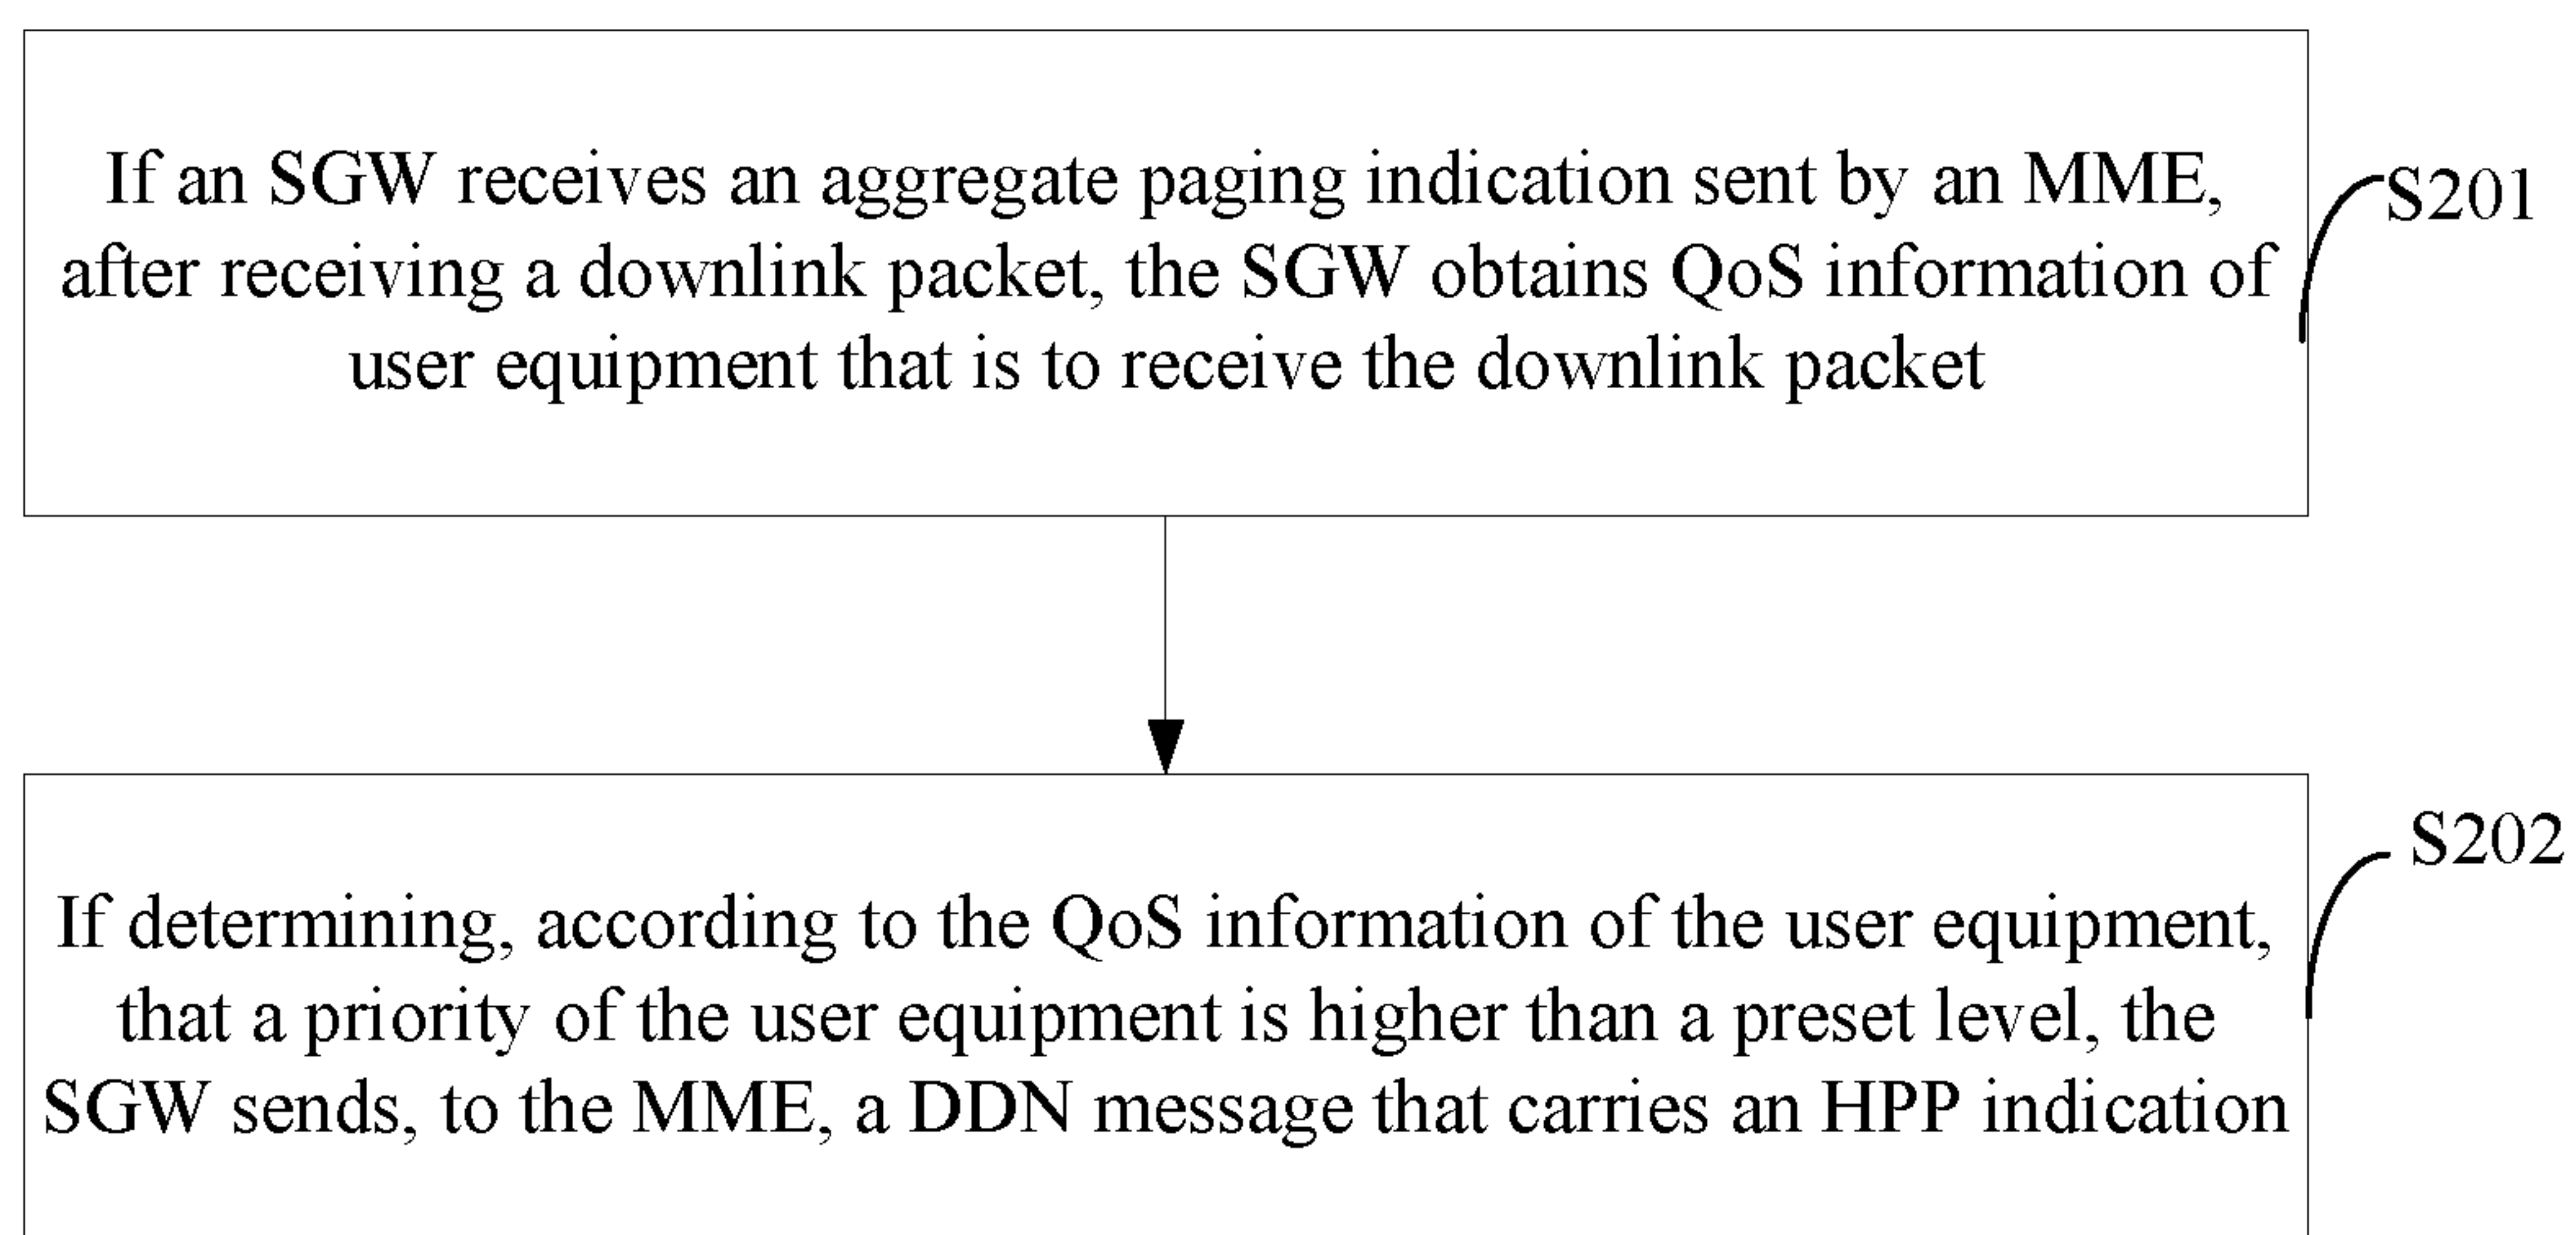 If an SGW receives an aggregate paging indication sent by an MME,
after receiving a downlink packet, the SGW obtains QoS information of
user equipment that is to receive the downlink packet
S201
If determining, according to the QoS information of the user equipment,
that a priority of the user equipment is higher than a preset level, the
SGW sends, to the MME, a DDN message that carries an HPP indication
S202